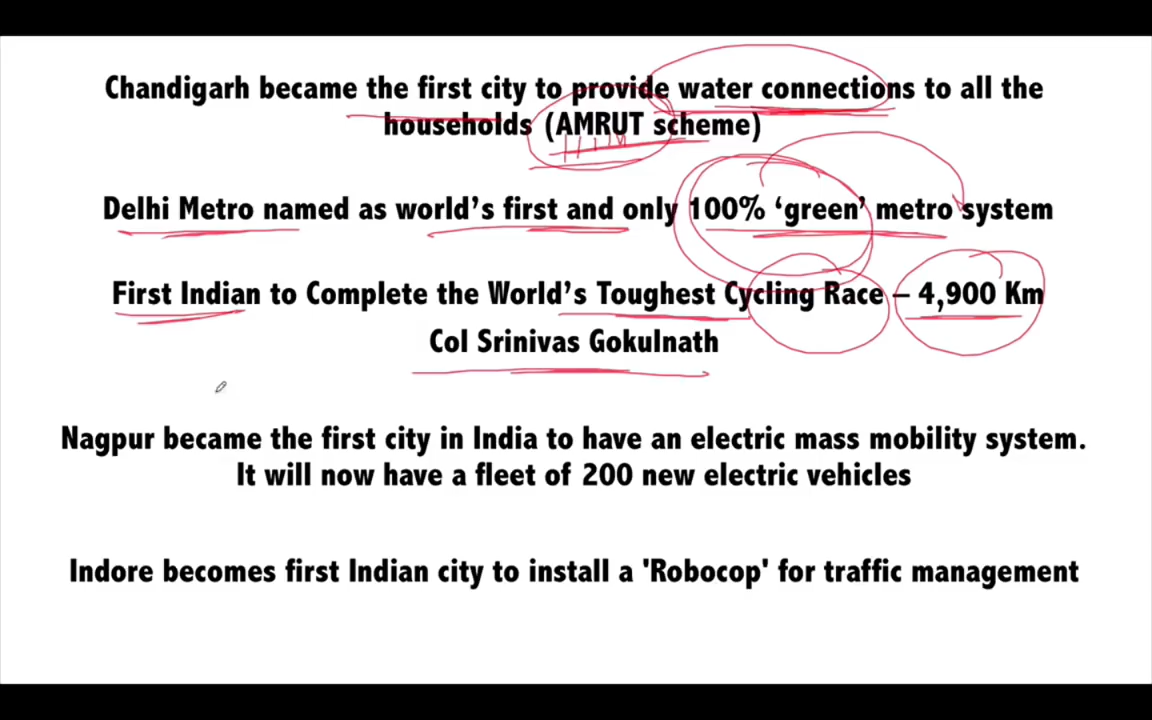 Chandigarh became the first city to provide water connections to all the
households (AMRUT scheme)
Delhi Metro named as world's first and only 100% 'green' metro system
First Indian to Complete the World's Toughest Cycling Race – 4,900 Km
Col Srinivas Gokulnath
Nagpur became the first city in India to have an electric mass mobility system.
It will now have a fleet of 200 new electric vehicles
Indore becomes first Indian city to install a 'Robocop' for traffic management